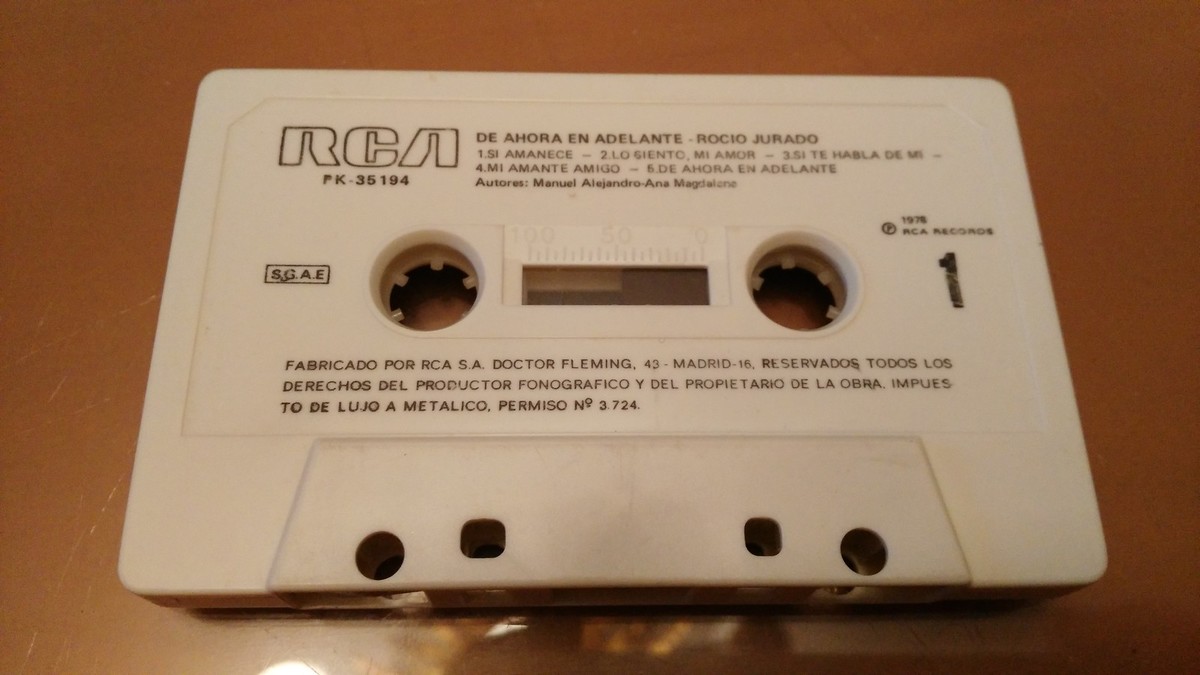 RCA
PK-35194
DE AHORA EN ADELANTE - ROCIO JURADO
1.SI AMANECE – 2.LO SIENTO, MI AMOR – 3.SI TE HABLA DE MI –
4.MI AMANTE AMIGO – 5.DE AHORA EN ADELANTE
Autores: Manuel Alejandro-Ana Magdalena
100 50 0
℗ 1978
RCA RECORDS
S.G.A.E
1
FABRICADO POR RCA S.A. DOCTOR FLEMING, 43 - MADRID-16, RESERVADOS TODOS LOS
DERECHOS DEL PRODUCTOR FONOGRAFICO Y DEL PROPIETARIO DE LA OBRA. IMPUES-
TO DE LUJO A METALICO, PERMISO Nº 3.724.